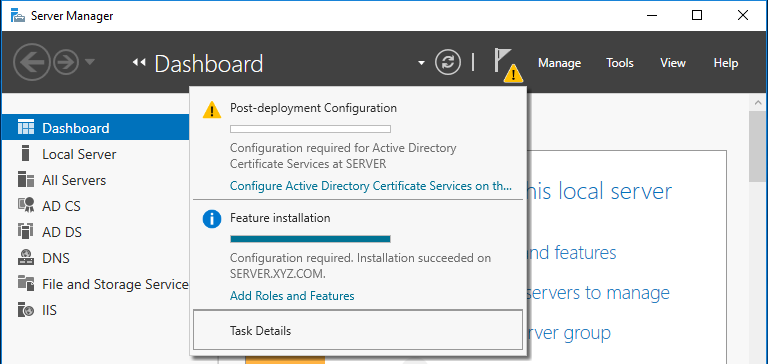 Server Manager
Dashboard
Manage Tools View Help
Dashboard
Local Server
All Servers
AD CS
AD DS
DNS
File and Storage Service
IIS
Post-deployment Configuration
Configuration required for Active Directory
Certificate Services at SERVER
Configure Active Directory Certificate Services on th...
Feature installation
Configuration required. Installation succeeded on
SERVER.XYZ.COM.
Add Roles and Features
Task Details
his local server
nd features
servers to manage
rver group